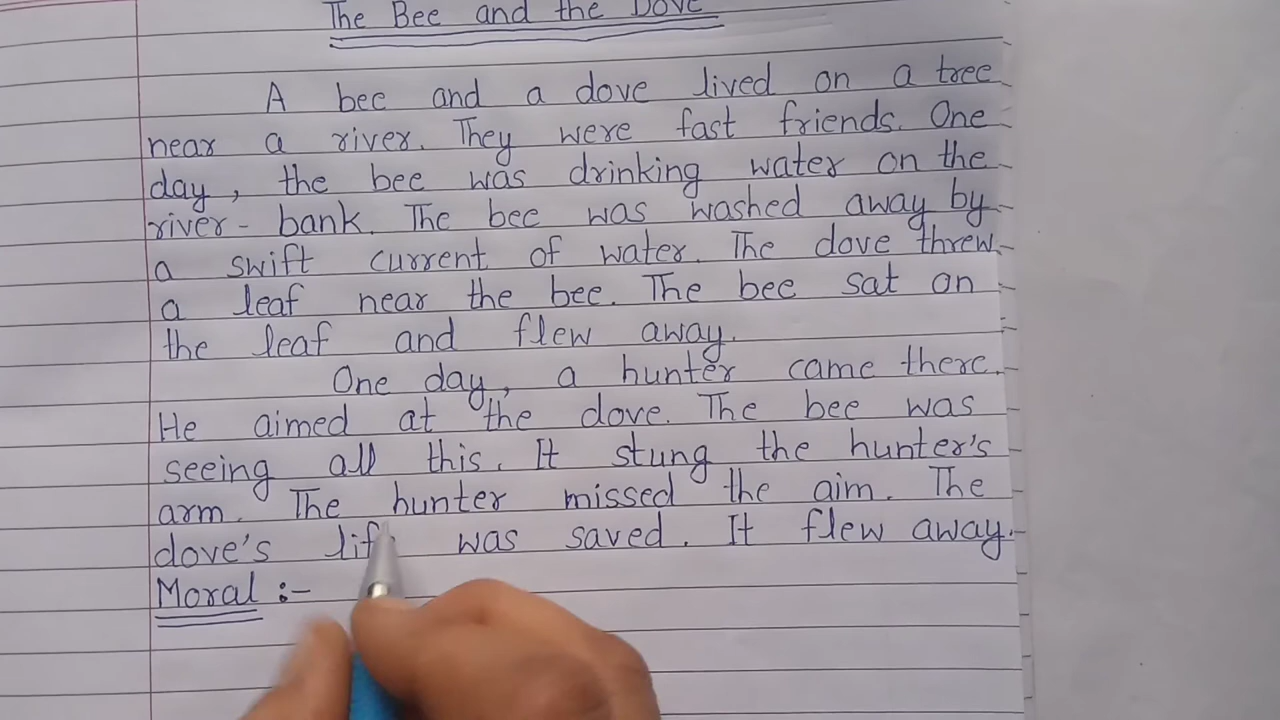 The Bee and the Dove
A bee and a dove lived on a tree
near a river. They were fast friends. One
day, the bee was drinking water on the
river- bank. The bee was washed away by
a swift current of water. The dove threw
a leaf near the bee. The bee sat on
the leaf and flew away.
One day, a hunter came there.
He aimed at the dove. The bee was
seeing all this. It stung the hunter's
arm. The hunter missed the aim. The
dove's life was saved. It flew away.
Moral :-